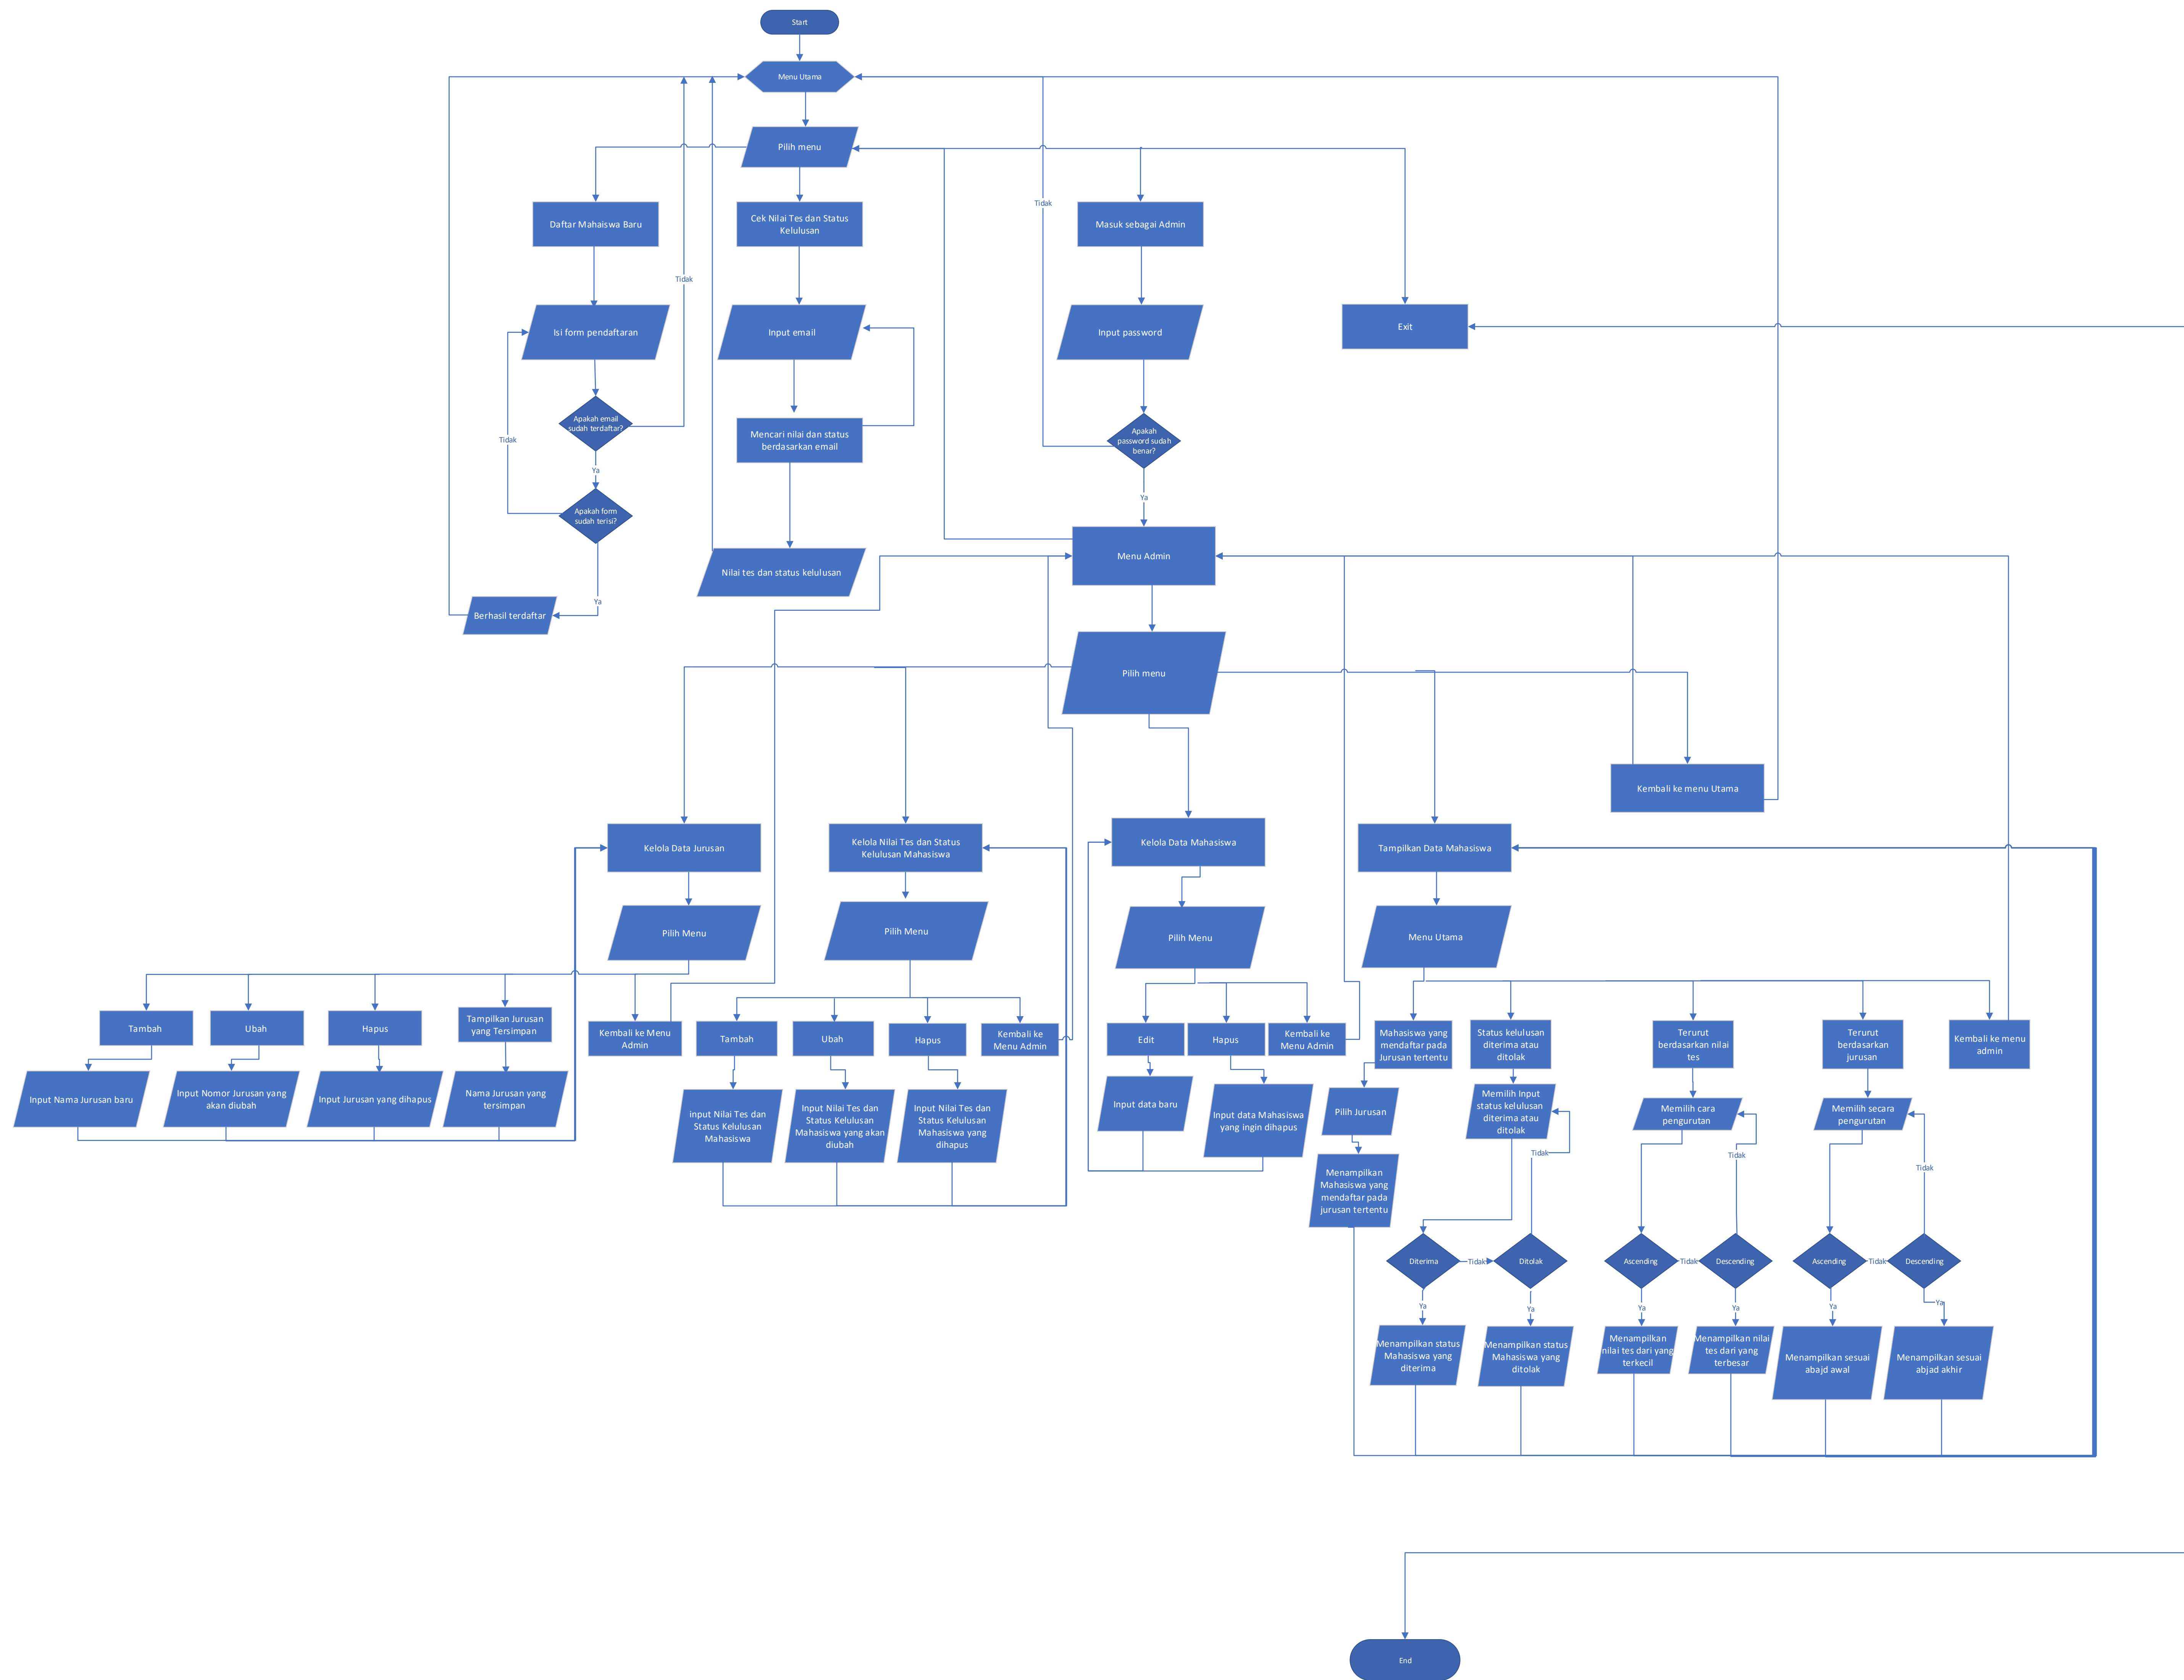 Start
Menu Utama
Pilih menu
Daftar Mahaiswa Baru
Cek Nilai Tes dan Status
Kelulusan
Masuk sebagai Admin
Tidak
Tidak
Isi form pendaftaran
Input email
Input password
Exit
Apakah email
sudah terdaftar?
Mencari nilai dan status
berdasarkan email
Apakah
password sudah
benar?
Tidak
Ya
Ya
Apakah form
sudah terisi?
Menu Admin
Nilai tes dan status kelulusan
Ya
Berhasil terdaftar
Pilih menu
Kembali ke menu Utama
Kelola Data Jurusan
Kelola Nilai Tes dan Status
Kelulusan Mahasiswa
Kelola Data Mahasiswa
Tampilkan Data Mahasiswa
Pilih Menu
Pilih Menu
Pilih Menu
Menu Utama
Tambah
Ubah
Hapus
Tampilkan Jurusan
yang Tersimpan
Kembali ke Menu
Admin
Tambah
Ubah
Hapus
Kembali ke
Menu Admin
Edit
Hapus
Kembali ke
Menu Admin
Mahasiswa yang
mendaftar pada
Jurusan tertentu
Status kelulusan
diterima atau
ditolak
Terurut
berdasarkan nilai
tes
Terurut
berdasarkan
jurusan
Kembali ke menu
admin
Input Nama Jurusan baru
Input Nomor Jurusan yang
akan diubah
Input Jurusan yang dihapus
Nama Jurusan yang
tersimpan
input Nilai Tes dan
Status Kelulusan
Mahasiswa
Input Nilai Tes dan
Status Kelulusan
Mahasiswa yang akan
diubah
Input Nilai Tes dan
Status Kelulusan
Mahasiswa yang
dihapus
Input data baru
Input data Mahasiswa
yang ingin dihapus
Pilih Jurusan
Memilih Input
status kelulusan
diterima atau
ditolak
Memilih cara
pengurutan
Memilih secara
pengurutan
Menampilkan
Mahasiswa yang
mendaftar pada
jurusan tertentu
Tidak
Tidak
Tidak
Diterima
Tidak
Ditolak
Ascending
Tidak
Descending
Ascending
Tidak
Descending
Ya
Ya
Ya
Ya
Ya
Ya
Menampilkan status
Mahasiswa yang
diterima
Menampilkan status
Mahasiswa yang
ditolak
Menampilkan
nilai tes dari yang
terkecil
Menampilkan nilai
tes dari yang
terbesar
Menampilkan sesuai
abajd awal
Menampilkan sesuai
abjad akhir
End